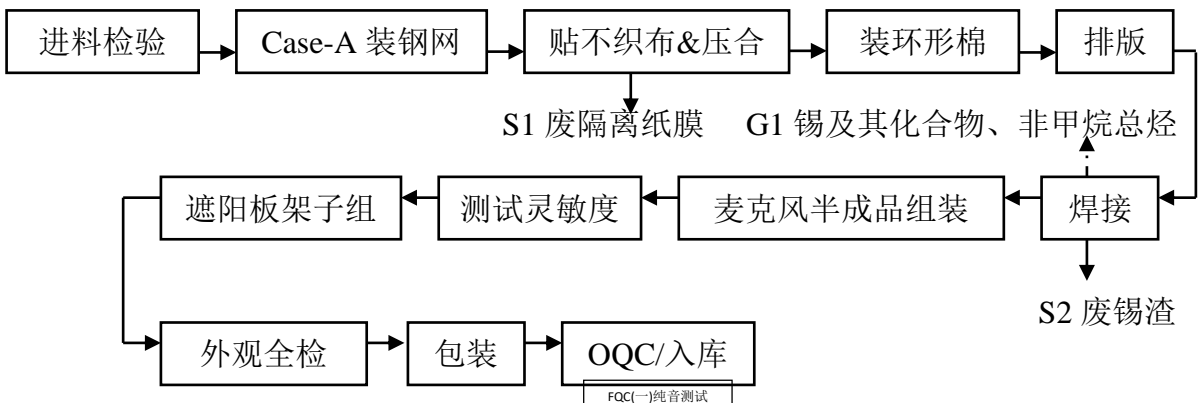 进料检验 Case-A 装钢网 贴不织布&压合 装环形棉 排版
S1 废隔离纸膜 G1 锡及其化合物、非甲烷总烃
遮阳板架子组 测试灵敏度 麦克风半成品组装 焊接
S2 废锡渣
外观全检 包装 OQC/入库
FQC(一)纯音测试